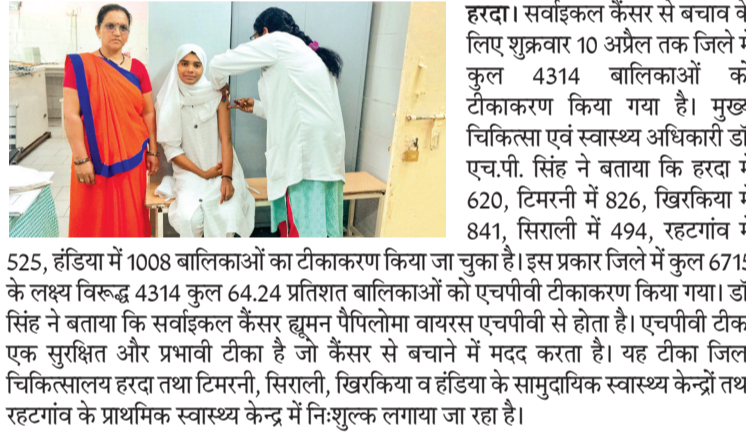 हरदा। सर्वाइकल कैंसर से बचाव
लिए शुक्रवार 10 अप्रैल तक जिले
कुल 4314 बालिकाओं
टीकाकरण किया गया है।
चिकित्सा एवं स्वास्थ्य अधिकारी
एच.पी. सिंह ने बताया कि हरदा
620, टिमरनी में 826, खिरकिया
841, सिराली में 494, रहटगांव
525, हंडिया में 1008 बालिकाओं का टीकाकरण किया जा चुका है। इस प्रकार जिले में कुल
के लक्ष्य विरूद्ध 4314 कुल 64.24 प्रतिशत बालिकाओं को एचपीवी टीकाकरण किया गया।
सिंह ने बताया कि सर्वाइकल कैंसर ह्यूमन पैपिलोमा वायरस एचपीवी से होता है। एचपीवी
एक सुरक्षित और प्रभावी टीका है जो कैंसर से बचाने में मदद करता है। यह टीका
चिकित्सालय हरदा तथा टिमरनी, सिराली, खिरकिया व हंडिया के सामुदायिक स्वास्थ्य केन्द्रों
रहटगांव के प्राथमिक स्वास्थ्य केन्द्र में निःशुल्क लगाया जा रहा है।